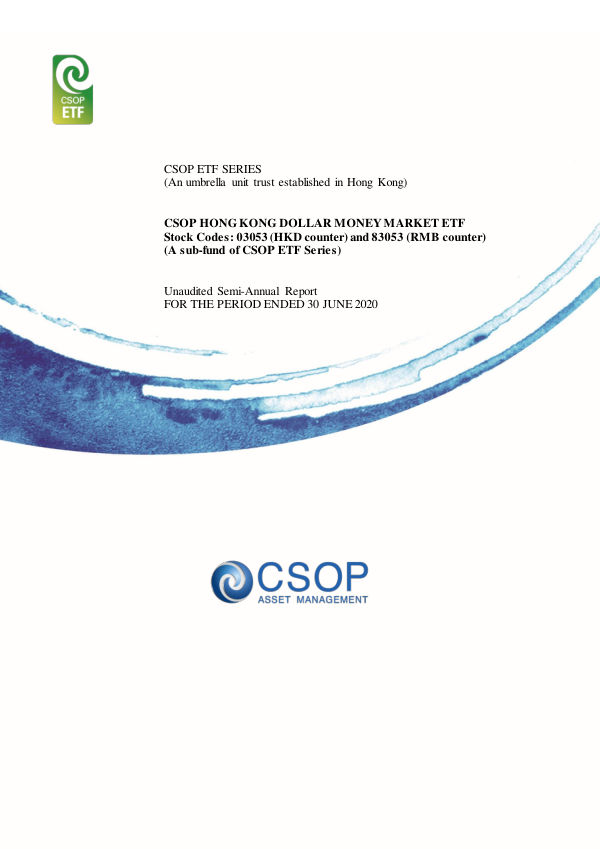 CSOP
ETF
CSOP ETF SERIES
(An umbrella unit trust established in Hong Kong)
CSOP HONG KONG DOLLAR MONEY MARKET ETF
Stock Codes: 03053 (HKD counter) and 83053 (RMB counter)
(A sub-fund of CSOP ETF Series)
Unaudited Semi-Annual Report
FOR THE PERIOD ENDED 30 JUNE 2020
CSOP
ASSET MANAGEMENT